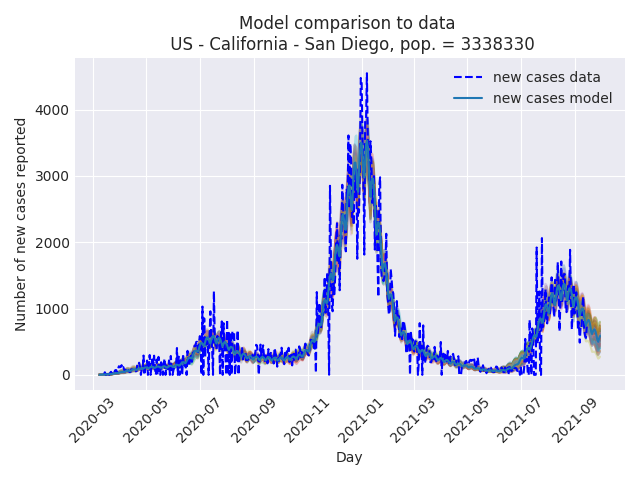 Model comparison to data
US - California - San Diego, pop. = 3338330
new cases data
new cases model
Number of new cases reported
4000
3000
2000
1000
0
2020-03
2020-05
2020-07
2020-09
2020-11
2021-01
2021-03
2021-05
2021-07
2021-09
Day